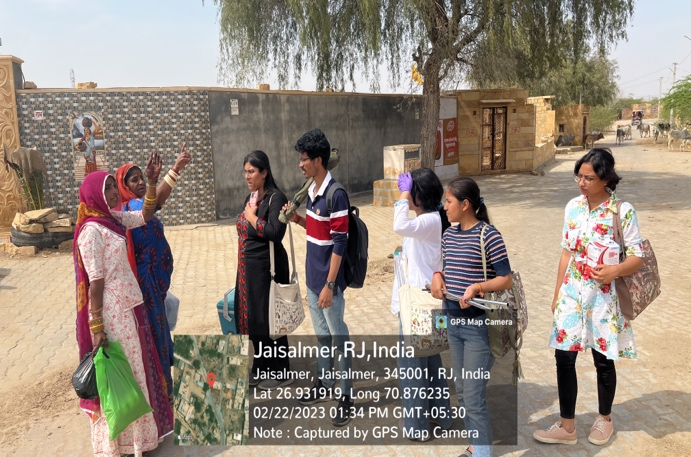 GPS Map Camera
Jaisalmer,RJ,India
Jaisalmer, Jaisalmer, 345001, RJ, India
Lat 26.931919, Long 70.876235
02/22/2023 01:34 PM GMT+05:30
Note : Captured by GPS Map Camera